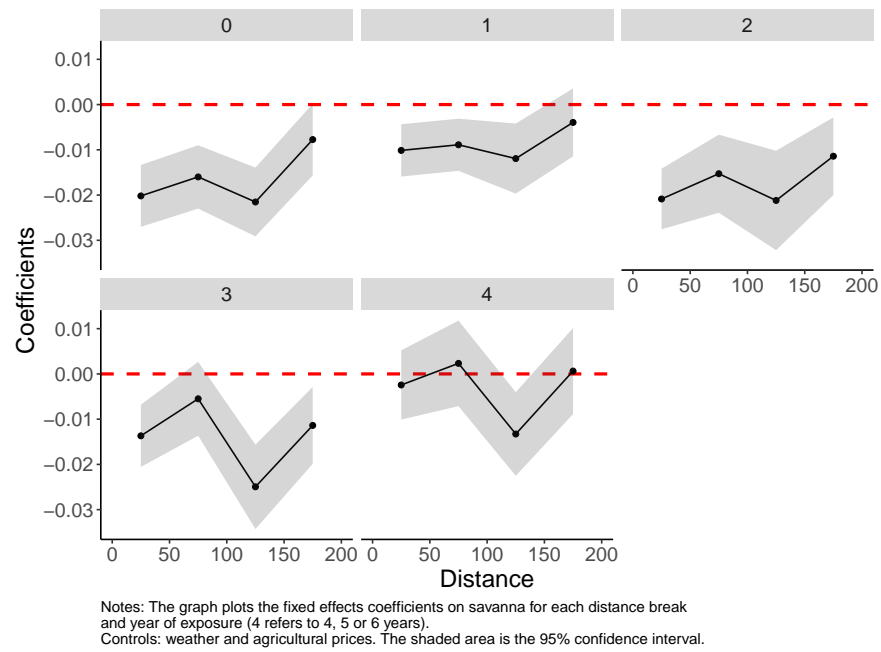 0 1 2
0.01
0.00
−0.01
−0.02
−0.03
0 50 100 150 200
3 4
0.01
0.00
−0.01
−0.02
−0.03
0 50 100 150 200 0 50 100 150 200
Coefficients
Distance
Notes: The graph plots the fixed effects coefficients on savanna for each distance break
and year of exposure (4 refers to 4, 5 or 6 years).
Controls: weather and agricultural prices. The shaded area is the 95% confidence interval.